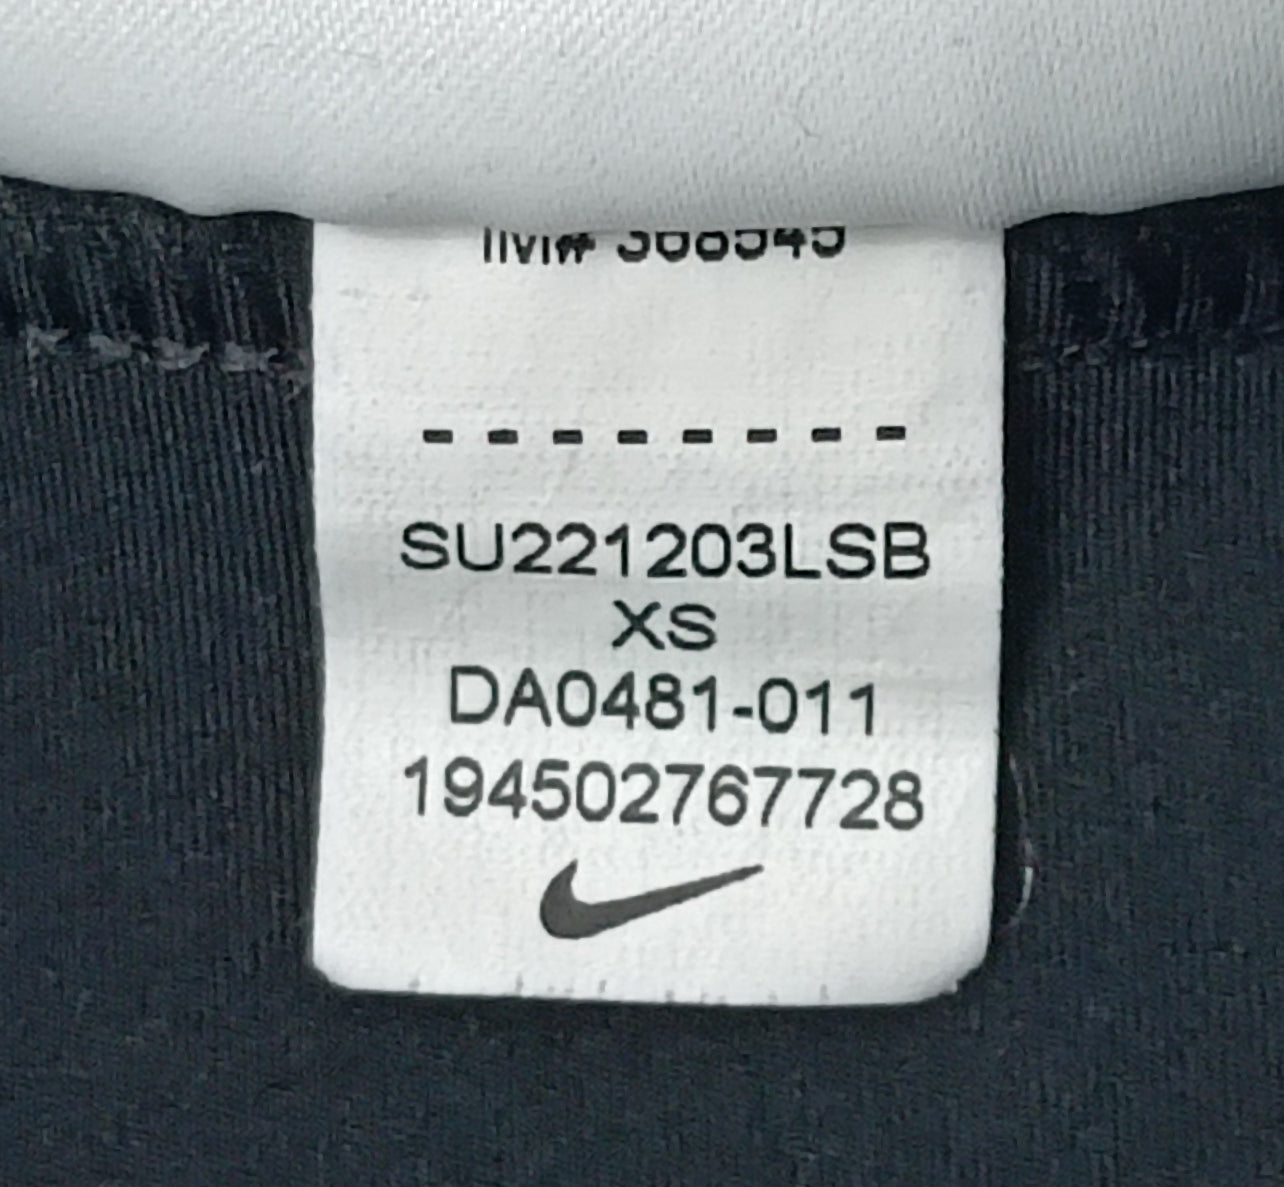 - - - - - - - -
SU221203LSB
XS
DA0481-011
194502767728